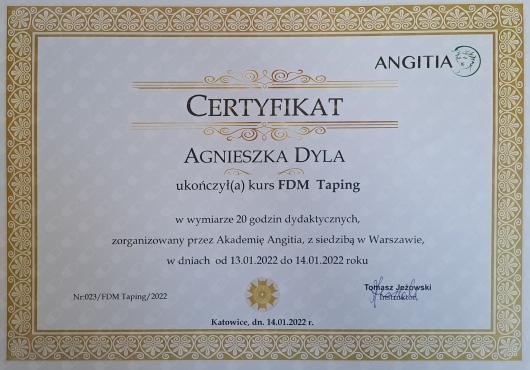 ANGITIA
CERTYFIKAT
AGNIESZKA DYLA
ukończył(a) kurs FDM Taping
w wymiarze 20 godzin dydaktycznych,
zorganizowany przez Akademię Angitia, z siedzibą w Warszawie,
w dniach od 13.01.2022 do 14.01.2022 roku
Tomasz Jeżowski
Nr:023/FDM Taping/2022
Instruktor,
Katowice, dn. 14.01.2022 r.